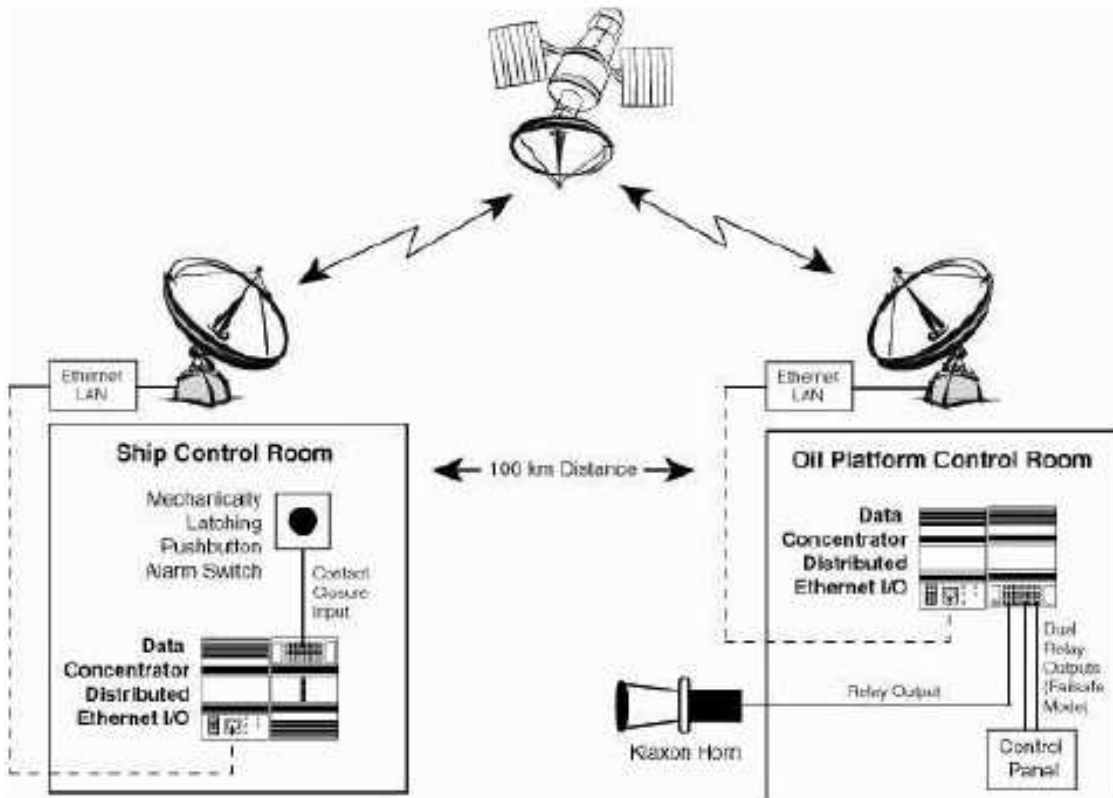 Ethernet
LAN
Ethernet
LAN
Ship Control Room
100 km Distance
Oil Platform Control Room
Mechanically
Latching
Pushbutton
Alarm Switch
Contact
Closure
Input
Data
Concentrator
Distributed
Ethernet I/O
Data
Concentrator
Distributed
Ethernet I/O
Dual
Relay
Outputs
(Failsafe
Mode)
Relay Output
Klaxon Horn
Control
Panel